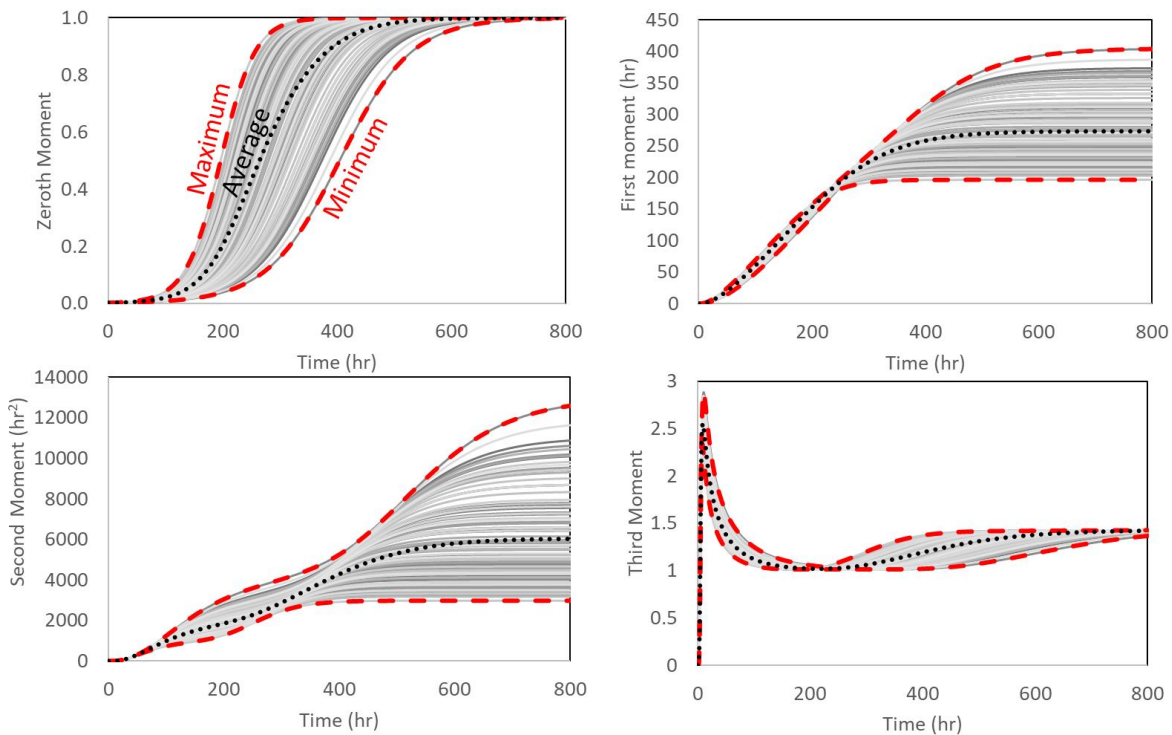 Zeroth Moment
1.0
0.8
0.6
0.4
0.2
0.0
Maximum
Average
Minimum
0 200 400 600 800
Time (hr)
First moment (hr)
450
400
350
300
250
200
150
100
50
0
0 200 400 600 800
Time (hr)
Second Moment (hr²)
14000
12000
10000
8000
6000
4000
2000
0
0 200 400 600 800
Time (hr)
Third Moment
3
2.5
2
1.5
1
0.5
0
0 200 400 600 800
Time (hr)